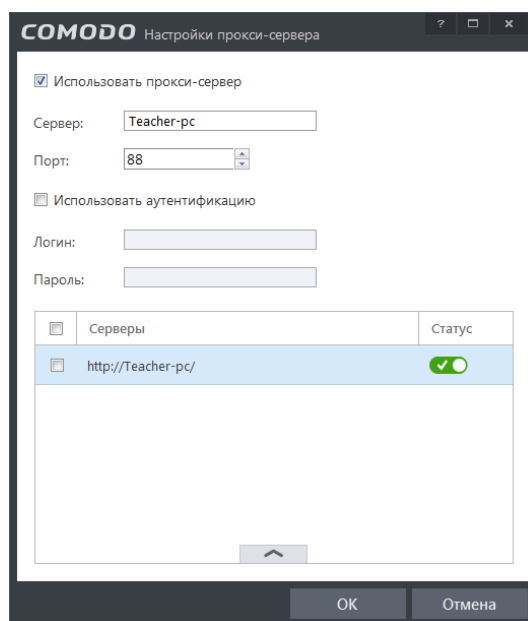 COMODO Настройки прокси-сервера ? x
Использовать прокси-сервер
Сервер: Teacher-pc
Порт: 88
Использовать аутентификацию
Логин:
Пароль:
Серверы Статус
http://Teacher-pc/
OK Отмена